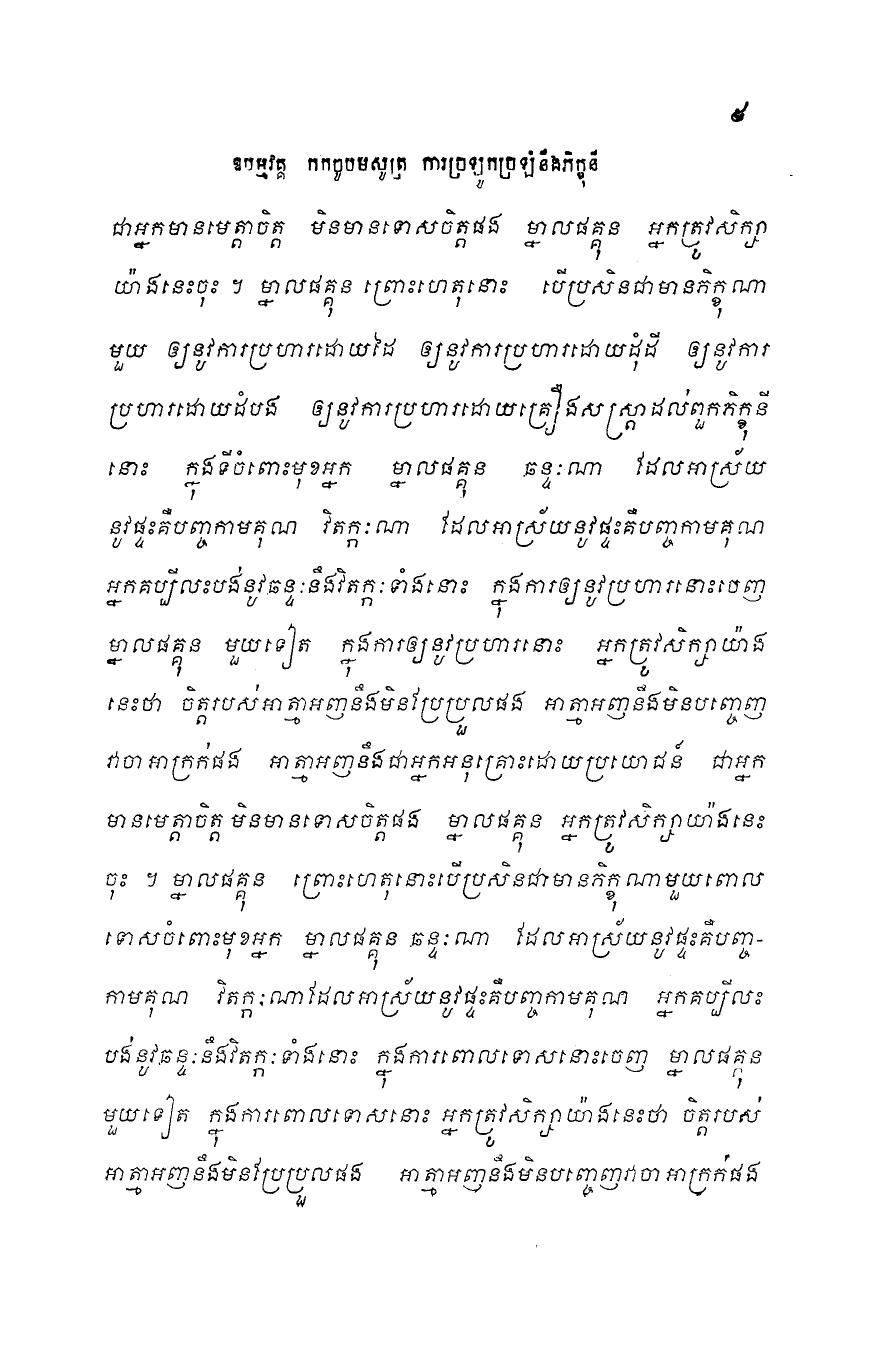 ៥
ឱបម្មវគ្គ កកចូបមសូត្រ ការច្រឡូកច្រឡំនឹងភិក្ខុនី
ជាអ្នកមានមេត្តាចិត្ត មិនមានទោសចិត្តផង ម្នាលផគ្គុន អ្នកត្រូវសិក្សា
យ៉ាងនេះចុះ ។ ម្នាលផគ្គុន ព្រោះហេតុនោះ បើប្រសិនជាមានភិក្ខុណា
មួយ ឲ្យនូវការប្រហារដោយដៃ ឲ្យនូវការប្រហារដោយដុំដី ឲ្យនូវការ
ប្រហារដោយដំបង ឲ្យនូវការប្រហារដោយគ្រឿងសស្ត្រាដល់ពួកភិក្ខុនី
នោះ ក្នុងទីចំពោះមុខអ្នក ម្នាលផគ្គុន ឆន្ទៈណា ដែលអាស្រ័យ
នូវផ្ទះគឺបញ្ចកាមគុណ វិតក្កៈណា ដែលអាស្រ័យនូវផ្ទះគឺបញ្ចកាមគុណ
អ្នកគប្បីលះបង់នូវឆន្ទៈនឹងវិតក្កៈទាំងនោះ ក្នុងការឲ្យនូវប្រហារនោះចេញ
ម្នាលផគ្គុន មួយទៀត ក្នុងការឲ្យនូវប្រហារនោះ អ្នកត្រូវសិក្សាយ៉ាង
នេះថា ចិត្តរបស់អាត្មាអញនឹងមិនប្រែប្រួលផង អាត្មាអញនឹងមិនបញ្ចេញ
វាចាអាក្រក់ផង អាត្មាអញនឹងជាអ្នកអនុគ្រោះដោយប្រយោជន៍ ជាអ្នក
មានមេត្តាចិត្ត មិនមានទោសចិត្តផង ម្នាលផគ្គុន អ្នកត្រូវសិក្សាយ៉ាងនេះ
ចុះ ។ ម្នាលផគ្គុន ព្រោះហេតុនោះបើប្រសិនជាមានភិក្ខុណាមួយពោល
ទោសចំពោះមុខអ្នក ម្នាលផគ្គុន ឆន្ទៈណា ដែលអាស្រ័យនូវផ្ទះគឺបញ្ច-
កាមគុណ វិតក្កៈណាដែលអាស្រ័យនូវផ្ទះគឺបញ្ចកាមគុណ អ្នកគប្បីលះ
បង់នូវឆន្ទៈនឹងវិតក្កៈទាំងនោះ ក្នុងការពោលទោសនោះចេញ ម្នាលផគ្គុន
មួយទៀត ក្នុងការពោលទោសនោះ អ្នកត្រូវសិក្សាយ៉ាងនេះថា ចិត្តរបស់
អាត្មាអញនឹងមិនប្រែប្រួលផង អាត្មាអញនឹងមិនបញ្ចេញវាចាអាក្រក់ផង